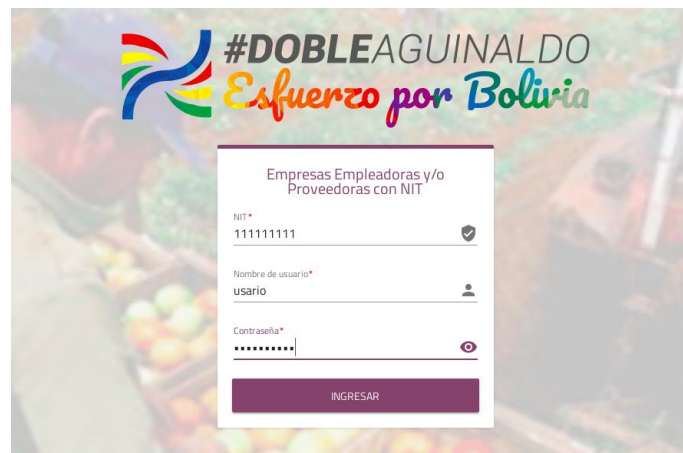 #DOBLEAGUINALDO
Esfuerzo por Bolivia
Empresas Empleadoras y/o
Proveedoras con NIT
NIT*
111111111
Nombre de usuario*
usario
Contraseña*
••••••••••
INGRESAR